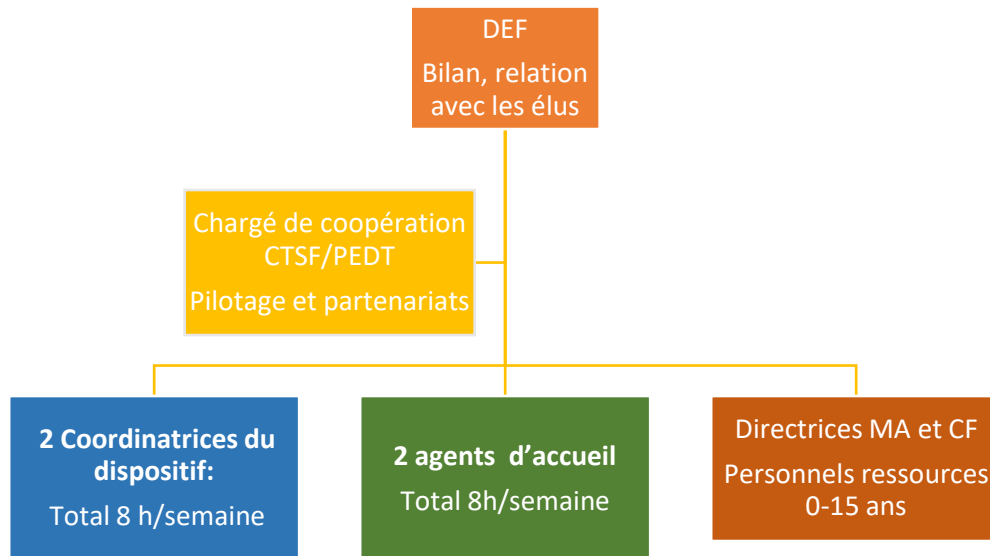 DEF
Bilan, relation
avec les élus
Chargé de coopération
CTSF/PEDT
Pilotage et partenariats
2 Coordinatrices du
dispositif:
Total 8 h/semaine
2 agents d’accueil
Total 8h/semaine
Directrices MA et CF
Personnels ressources
0-15 ans